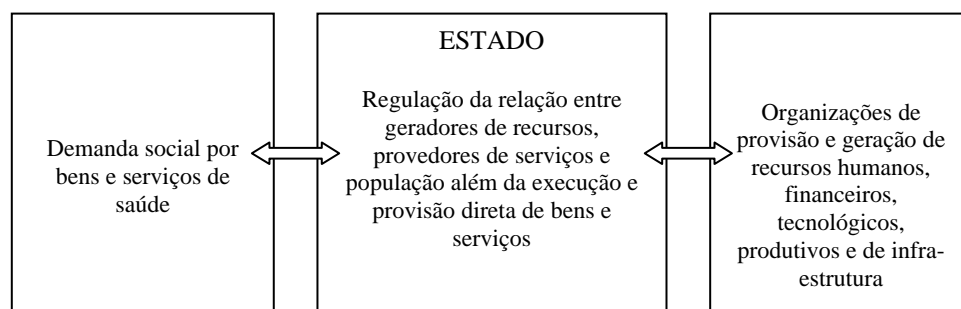 Demanda social por
bens e serviços de
saúde
ESTADO
Regulação da relação entre
geradores de recursos,
provedores de serviços e
população além da execução e
provisão direta de bens e
serviços
Organizações de
provisão e geração de
recursos humanos,
financeiros,
tecnológicos,
produtivos e de infra-
estrutura